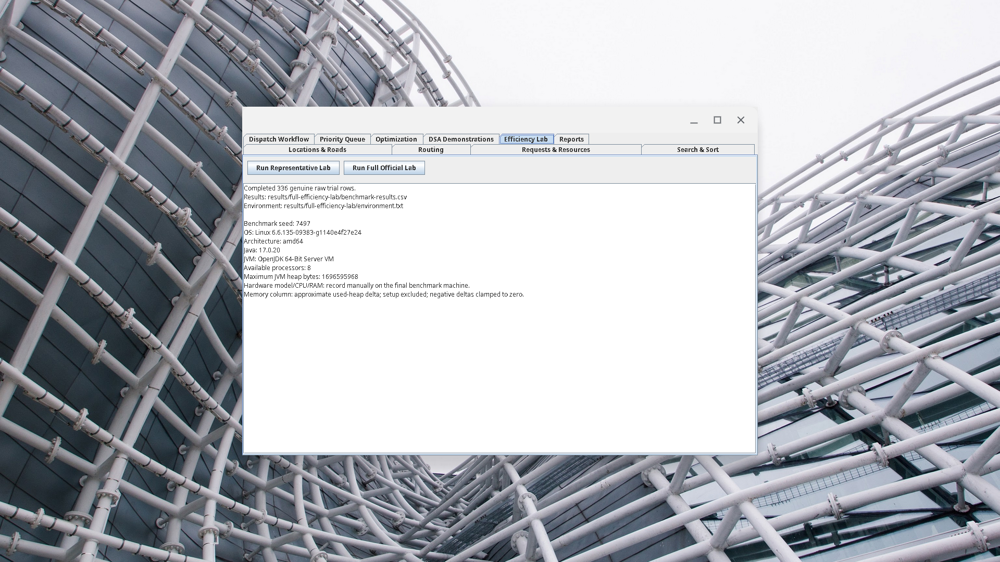 Dispatch Workflow Priority Queue Optimization DSA Demonstrations Efficiency Lab Reports
Locations & Roads Routing Requests & Resources Search & Sort
Run Representative Lab Run Full Official Lab
Completed 336 genuine raw trial rows.
Results: results/full-efficiency-lab/benchmark-results.csv
Environment: results/full-efficiency-lab/environment.txt
Benchmark seed: 7497
OS: Linux 6.6.135-09383-g1140e4f27e24
Architecture: amd64
Java: 17.0.20
JVM: OpenJDK 64-Bit Server VM
Available processors: 8
Maximum JVM heap bytes: 1696595968
Hardware model/CPU/RAM: record manually on the final benchmark machine.
Memory column: approximate used-heap delta; setup excluded; negative deltas clamped to zero.